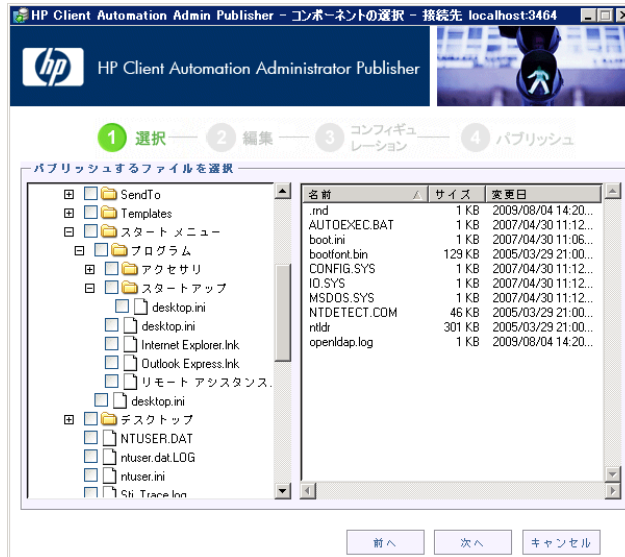 HP Client Automation Admin Publisher - コンポーネントの選択 - 接続先 localhost:3464
hp HP Client Automation Administrator Publisher
1 選択 2 編集 3 コンフィギュレーション 4 パブリッシュ
パブリッシュするファイルを選択
SendTo
Templates
スタート メニュー
プログラム
アクセサリ
スタートアップ
desktop.ini
desktop.ini
Internet Explorer.lnk
Outlook Express.lnk
リモート アシスタンス.
desktop.ini
デスクトップ
NTUSER.DAT
ntuser.dat.LOG
ntuser.ini
Sti_Trace.log
名前 サイズ 変更日
.rnd 1 KB 2009/08/04 14:20...
AUTOEXEC.BAT 1 KB 2007/04/30 11:12...
boot.ini 1 KB 2007/04/30 11:06...
bootfont.bin 129 KB 2005/03/29 21:00...
CONFIG.SYS 1 KB 2007/04/30 11:12...
IO.SYS 1 KB 2007/04/30 11:12...
MSDOS.SYS 1 KB 2007/04/30 11:12...
NTDETECT.COM 46 KB 2005/03/29 21:00...
ntldr 301 KB 2005/03/29 21:00...
openldap.log 1 KB 2009/08/04 14:20...
前へ 次へ キャンセル